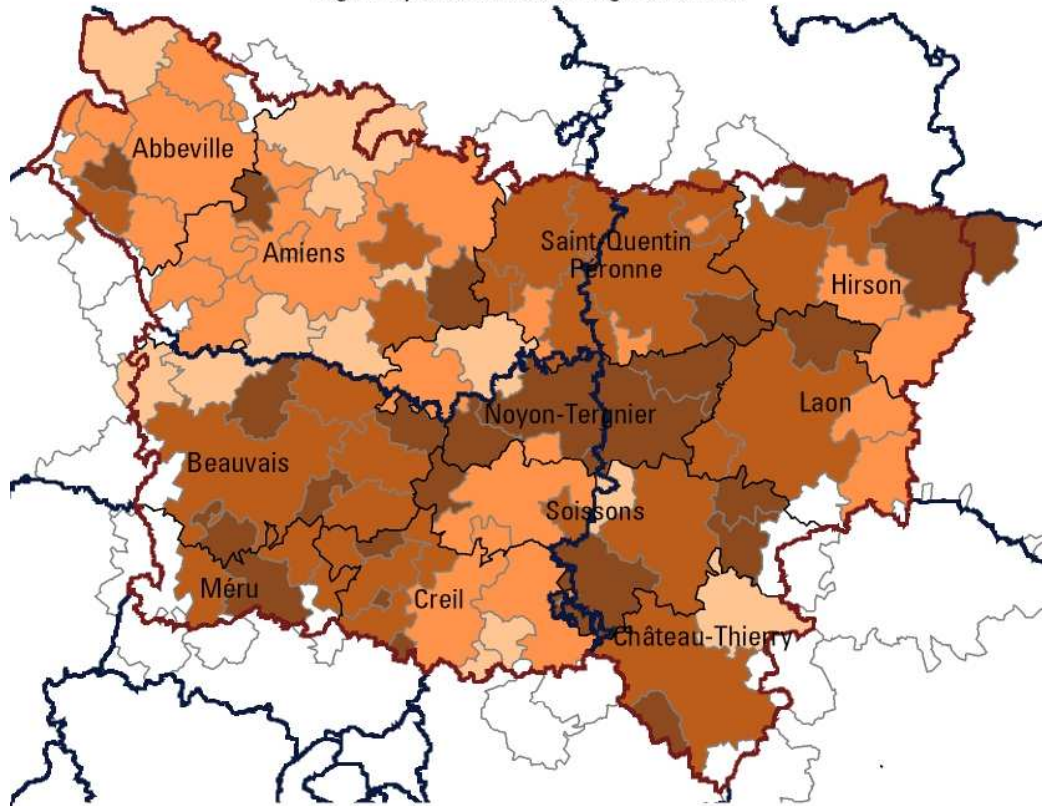 Abbeville
Amiens
Saint-Quentin
Péronne
Hirson
Noyon-Tergnier
Laon
Beauvais
Soissons
Méru
Creil
Château-Thierry